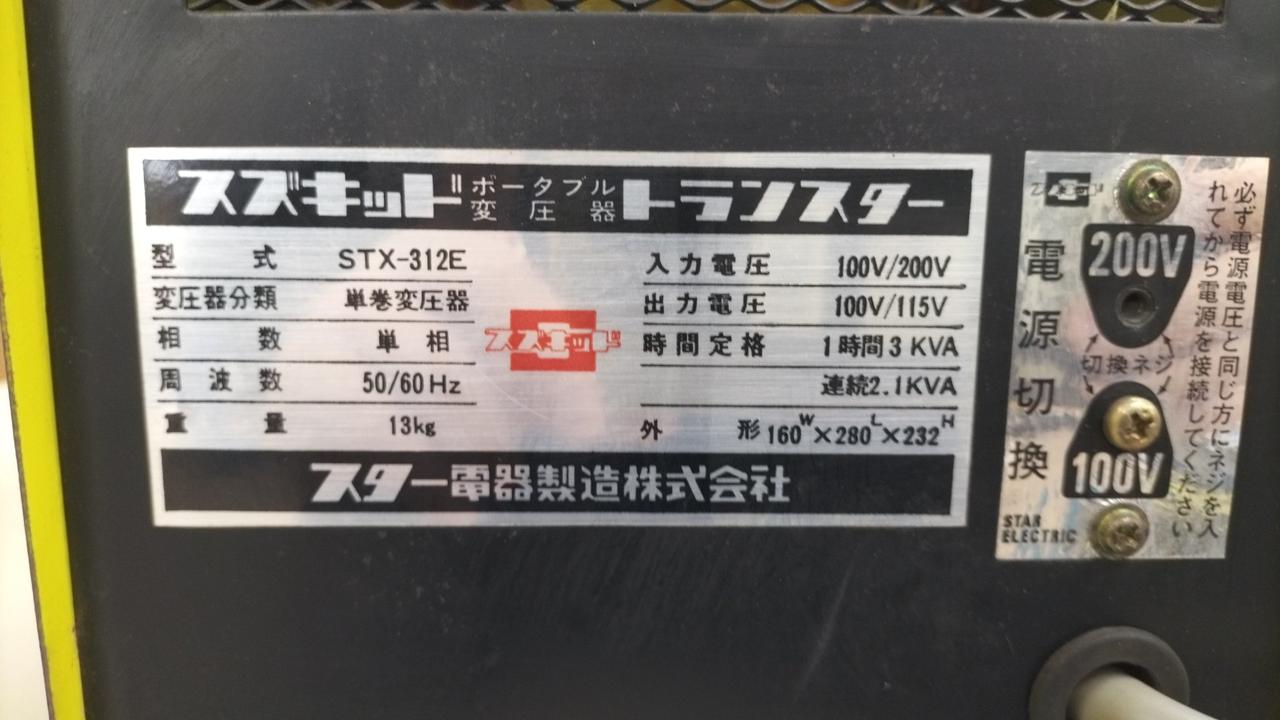 スズキッド ポータブル変圧器 トランスター
型式 STX-312E
変圧器分類 単巻変圧器
相数 単相
周波数 50/60Hz
重量 13kg
スズキッド
入力電圧 100V/200V
出力電圧 100V/115V
時間定格 1時間3KVA
連続2.1KVA
外形 160W×280L×232H
スター電器製造株式会社
スズキッド
電源切換
200V
切換ネジ
100V
必ず電源電圧と同じ方にネジを入
れてから電源を接続してください
STAR
ELECTRIC